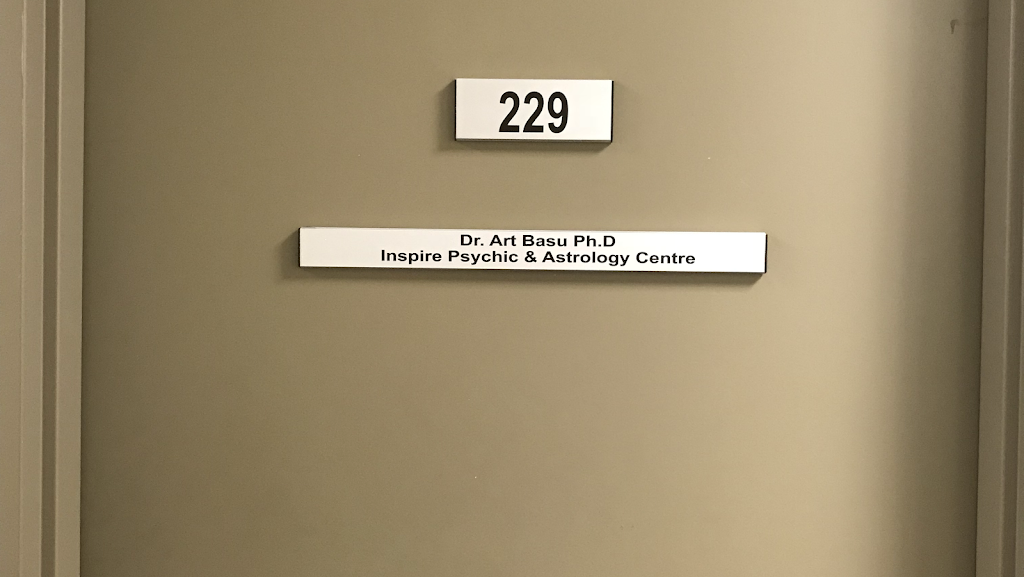 229
Dr. Art Basu Ph.D
Inspire Psychic & Astrology Centre